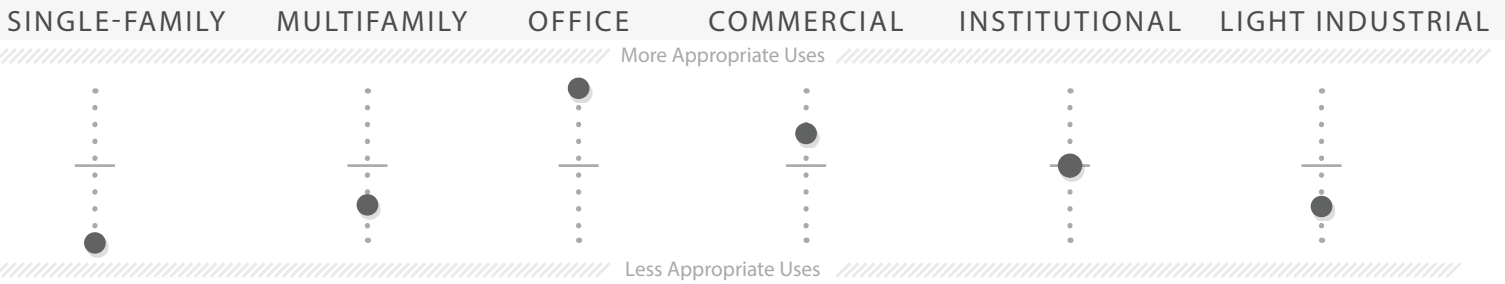 SINGLE-FAMILY MULTIFAMILY OFFICE COMMERCIAL INSTITUTIONAL LIGHT INDUSTRIAL
More Appropriate Uses
Less Appropriate Uses